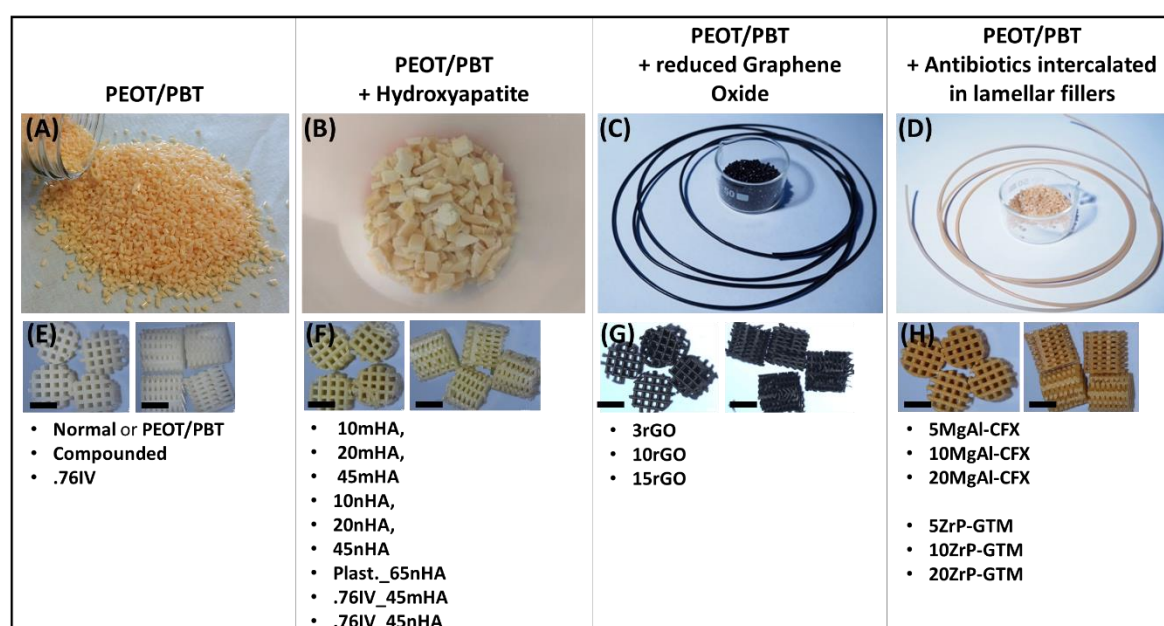 PEOT/PBT
PEOT/PBT
+ Hydroxyapatite
PEOT/PBT
+ reduced Graphene
Oxide
PEOT/PBT
+ Antibiotics intercalated
in lamellar fillers
(A)
(B)
(C)
50
(D)
(E)
(F)
(G)
(H)
• Normal or PEOT/PBT
• Compounded
• .76IV
• 10mHA,
• 20mHA,
• 45mHA
• 10nHA,
• 20nHA,
• 45nHA
• Plast._65nHA
• .76IV_45mHA
• .76IV_45nHA
• 3rGO
• 10rGO
• 15rGO
• 5MgAl-CFX
• 10MgAl-CFX
• 20MgAl-CFX
• 5ZrP-GTM
• 10ZrP-GTM
• 20ZrP-GTM